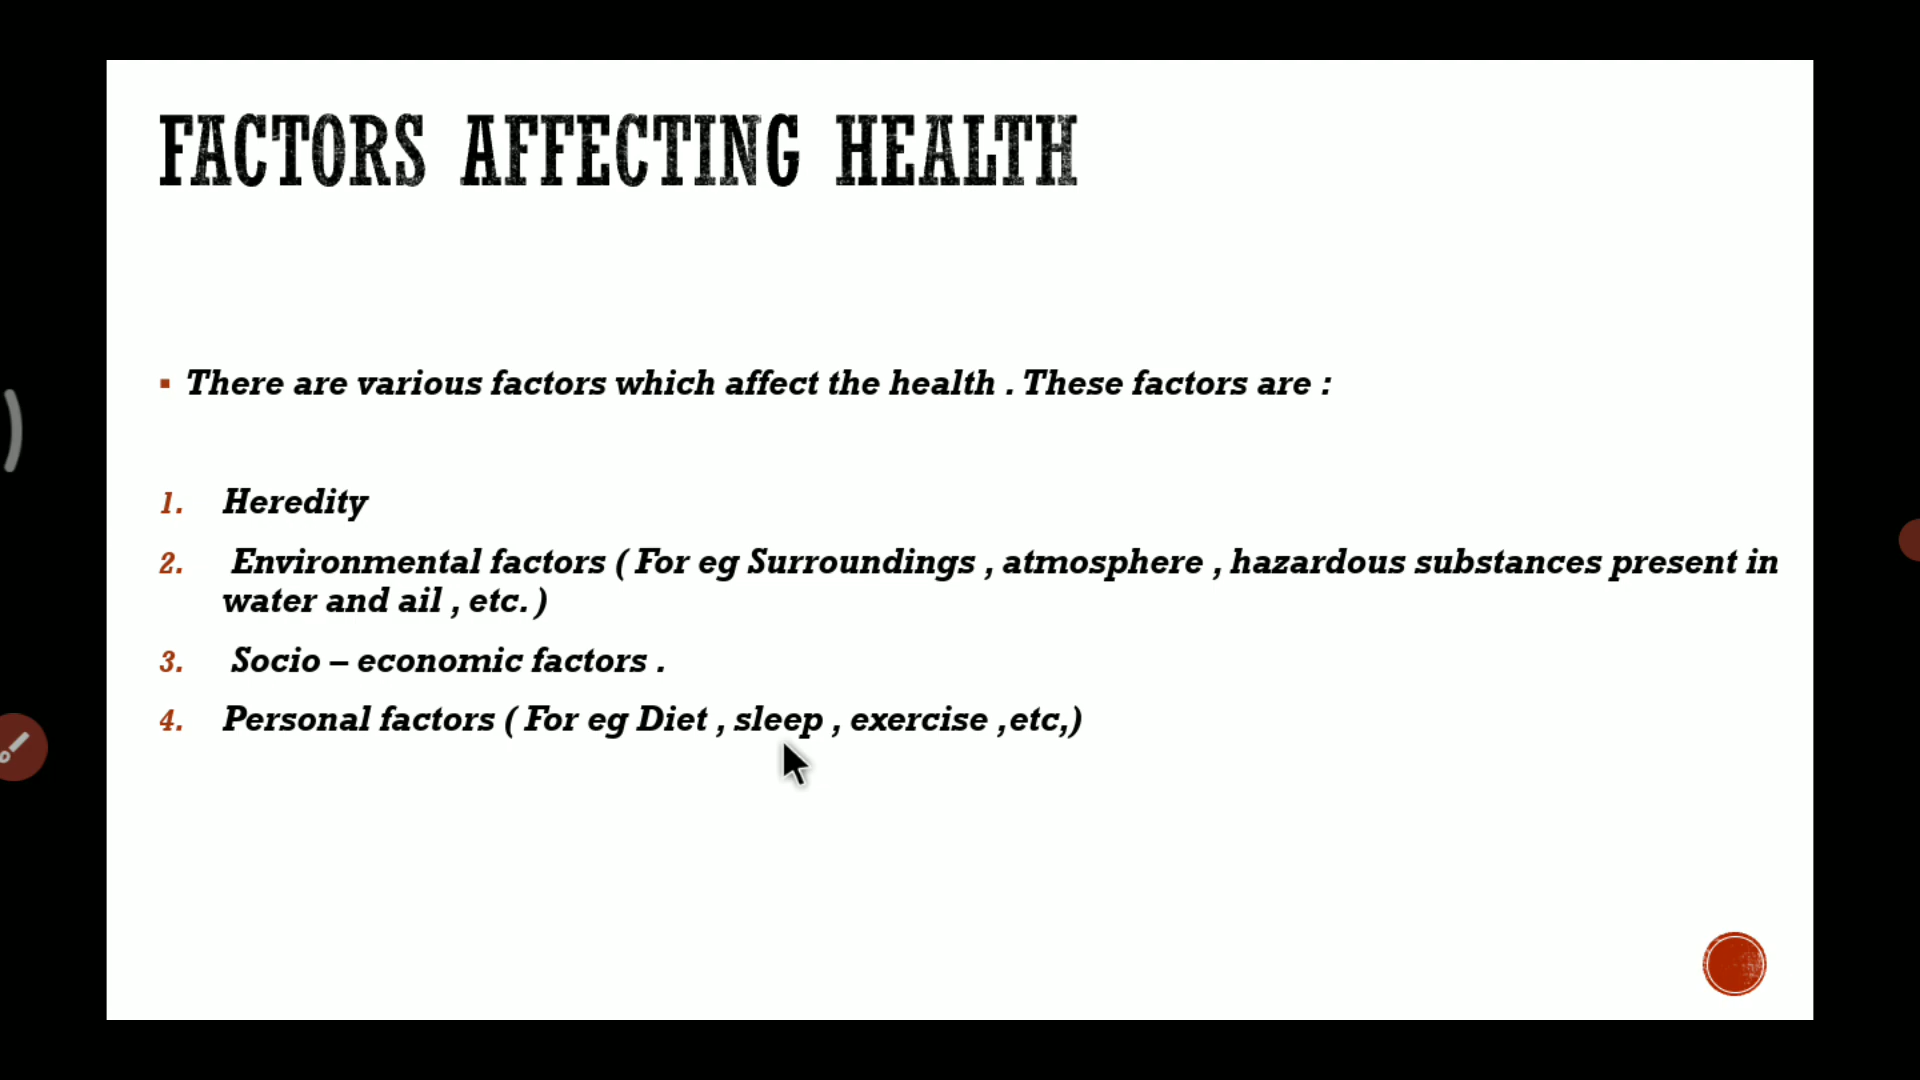 FACTORS AFFECTING HEALTH
▪ There are various factors which affect the health . These factors are :
1. Heredity
2. Environmental factors ( For eg Surroundings , atmosphere , hazardous substances present in
water and ail , etc. )
3. Socio – economic factors .
4. Personal factors ( For eg Diet , sleep , exercise ,etc,)